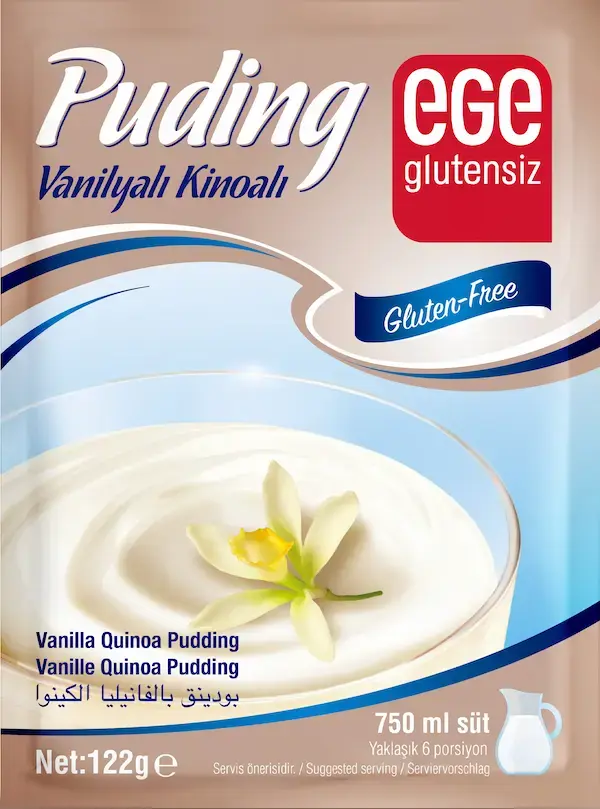 Puding
Vanilyalı Kinoalı
eGe
glutensiz
Gluten-Free
Vanilla Quinoa Pudding
Vanille Quinoa Pudding
بودينق بالفانيليا الكينوا
750 ml süt
Yaklaşık 6 porsiyon
Net:122g e
Servis önerisidir. / Suggested serving / Serviervorschlag